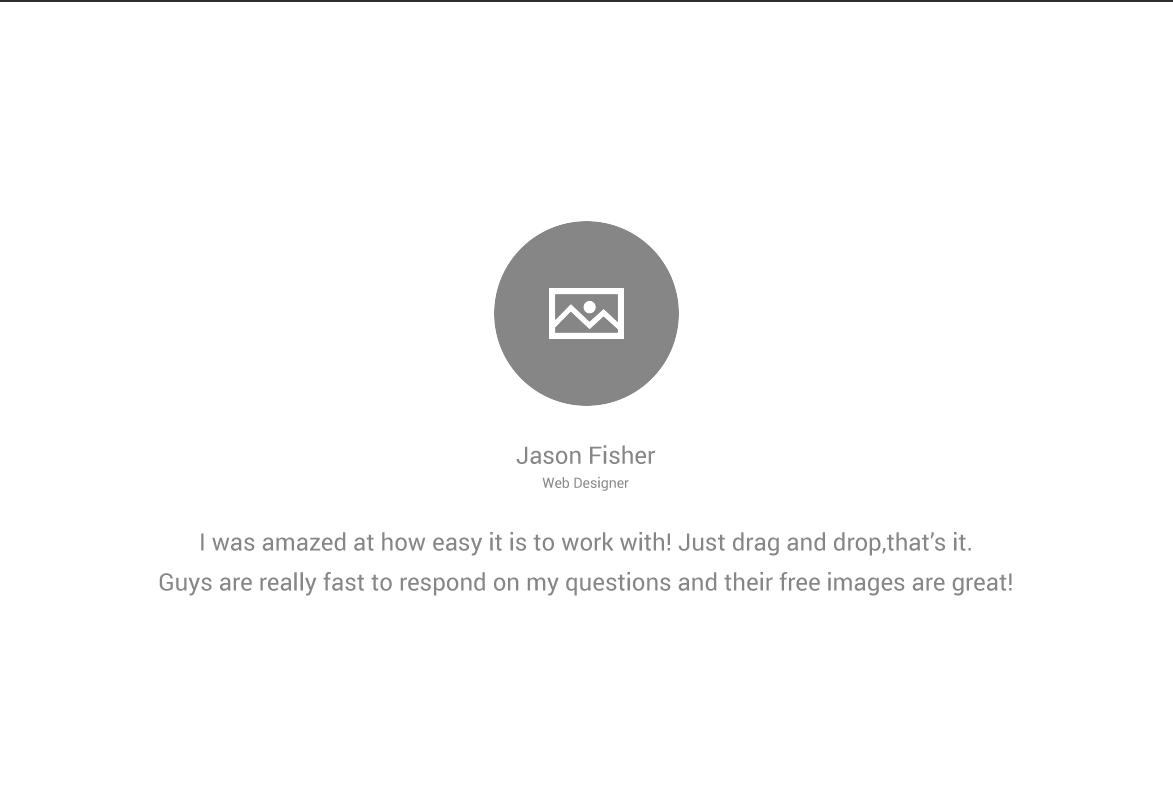 Jason Fisher
Web Designer
I was amazed at how easy it is to work with! Just drag and drop,that’s it.
Guys are really fast to respond on my questions and their free images are great!